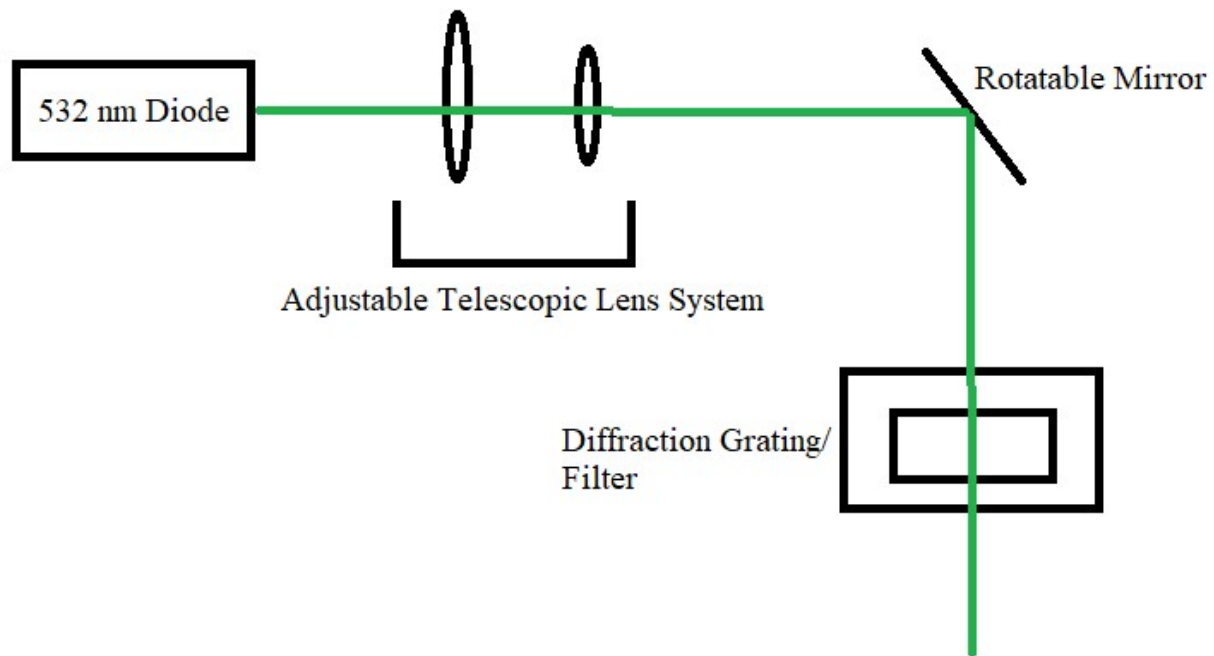 532 nm Diode
Rotatable Mirror
Adjustable Telescopic Lens System
Diffraction Grating/
Filter